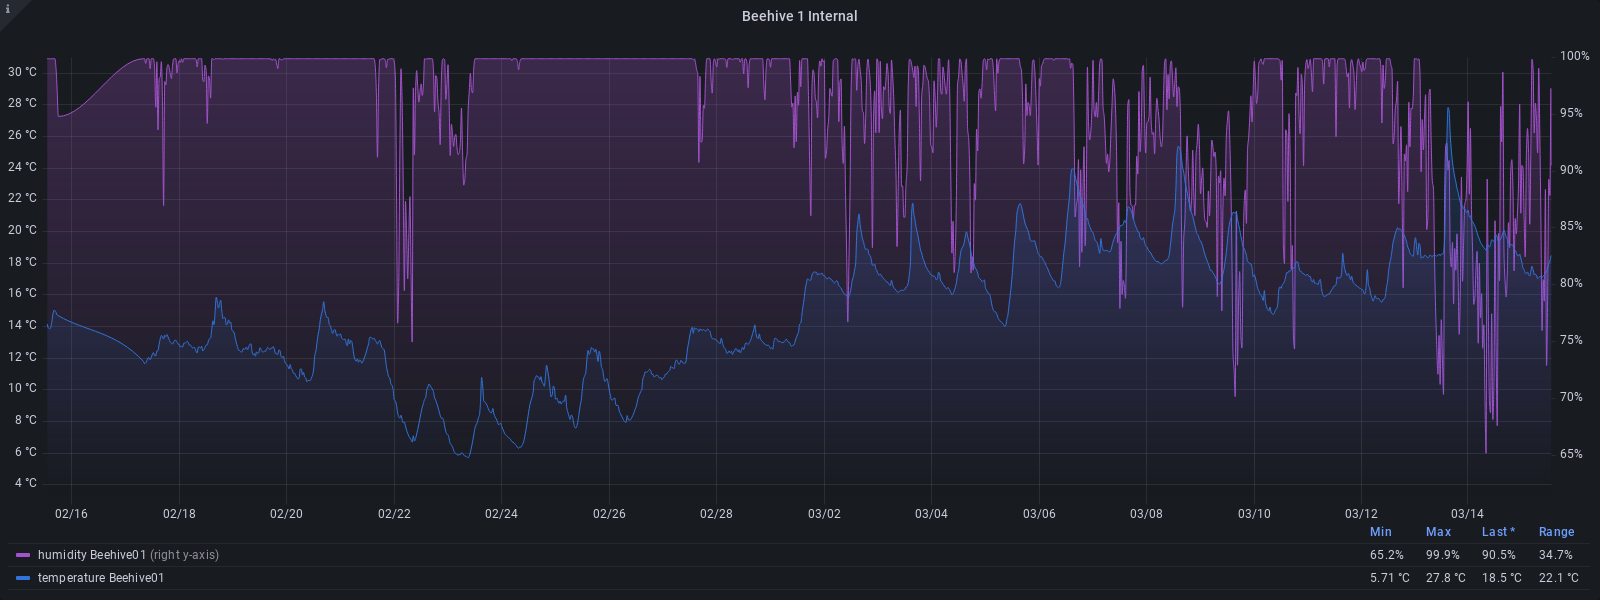 i
Beehive 1 Internal
30 °C
28 °C
26 °C
24 °C
22 °C
20 °C
18 °C
16 °C
14 °C
12 °C
10 °C
8 °C
6 °C
4 °C
100%
95%
90%
85%
80%
75%
70%
65%
02/16 02/18 02/20 02/22 02/24 02/26 02/28 03/02 03/04 03/06 03/08 03/10 03/12 03/14
Min Max Last * Range
humidity Beehive01 (right y-axis) 65.2% 99.9% 90.5% 34.7%
temperature Beehive01 5.71 °C 27.8 °C 18.5 °C 22.1 °C